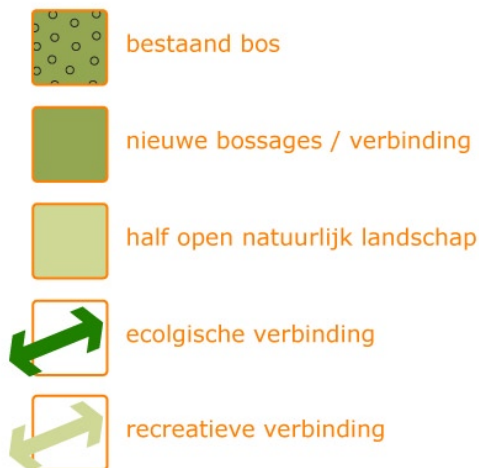 bestaand bos
nieuwe bossages / verbinding
half open natuurlijk landschap
ecolgische verbinding
recreatieve verbinding